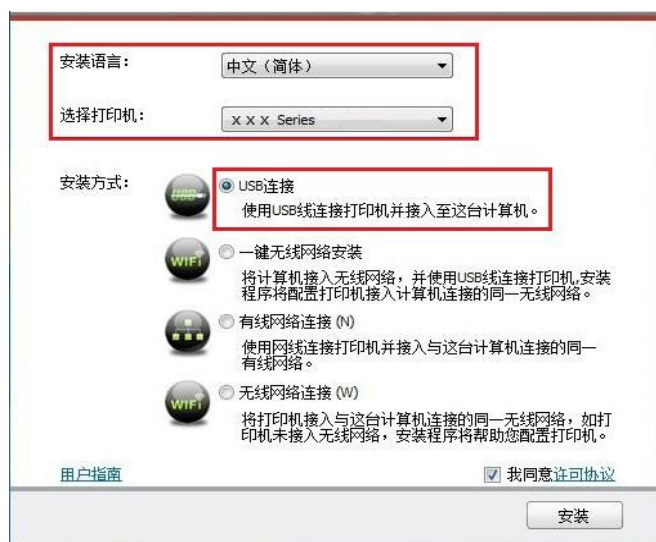 安装语言： 中文（简体）
选择打印机： x x x Series
安装方式： USB USB连接
使用USB线连接打印机并接入至这台计算机。
WiFi 一键无线网络安装
将计算机接入无线网络，并使用USB线连接打印机,安装
程序将配置打印机接入计算机连接的同一无线网络。
有线网络连接 (N)
使用网线连接打印机并接入与这台计算机连接的同一
有线网络。
WiFi 无线网络连接 (W)
将打印机接入与这台计算机连接的同一无线网络，如打
印机未接入无线网络，安装程序将帮助您配置打印机。
用户指南 我同意许可协议
安装